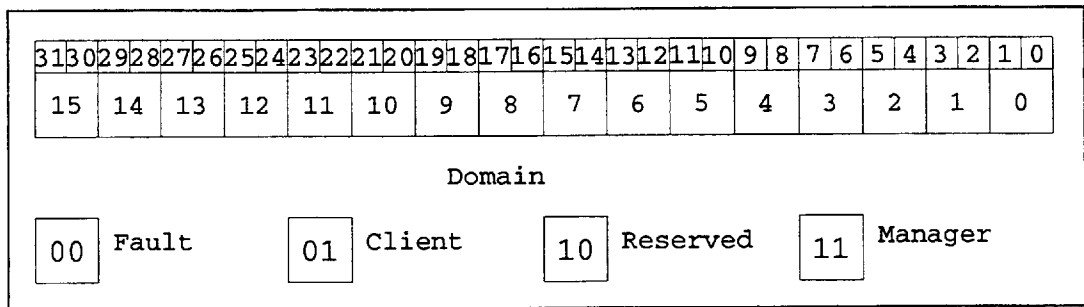 31 30 29 28 27 26 25 24 23 22 21 20 19 18 17 16 15 14 13 12 11 10 9 8 7 6 5 4 3 2 1 0
15 14 13 12 11 10 9 8 7 6 5 4 3 2 1 0
Domain
00 Fault 01 Client 10 Reserved 11 Manager